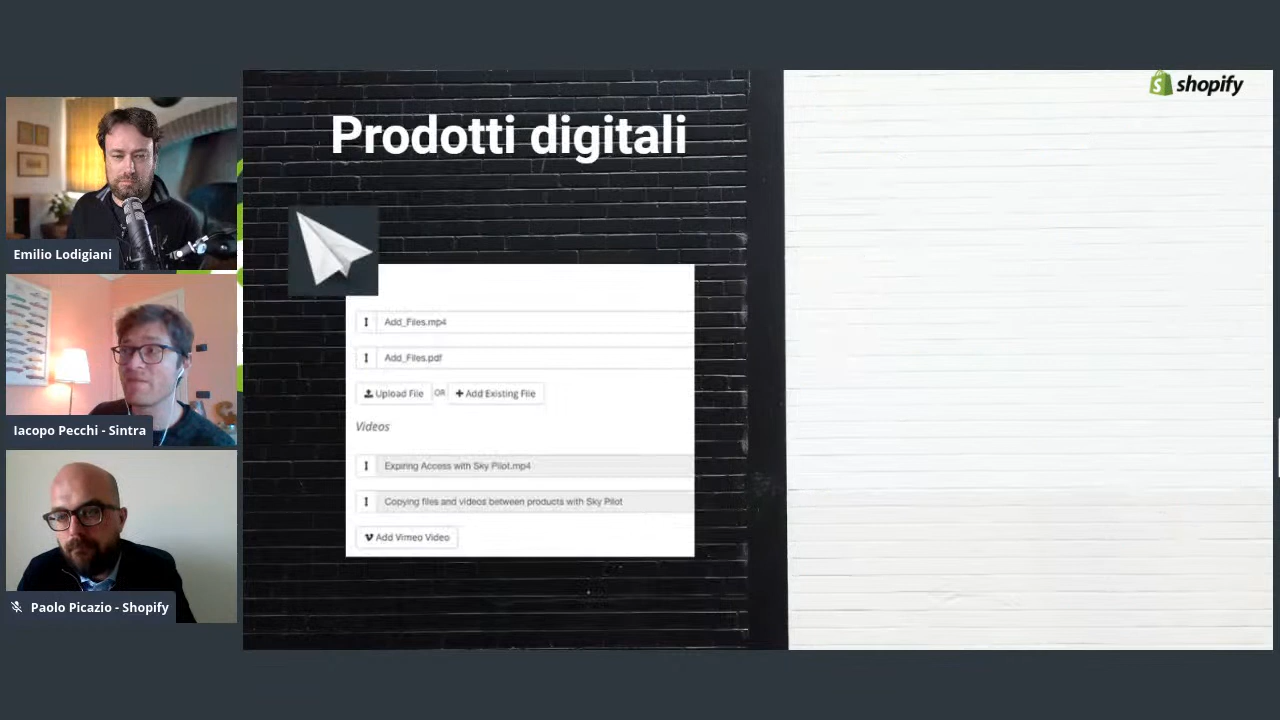 shopify
Prodotti digitali
Add_Files.mp4
Add_Files.pdf
Upload File OR + Add Existing File
Videos
Expiring Access with Sky Pilot.mp4
Copying files and videos between products with Sky Pilot
Add Vimeo Video
Emilio Lodigiani
Iacopo Pecchi - Sintra
Paolo Picazio - Shopify